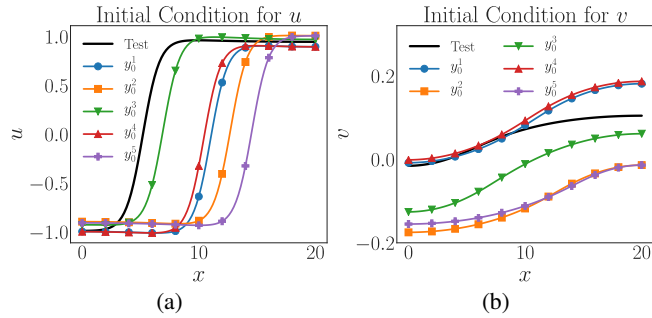 Initial Condition for u
1.0
0.5
0.0
−0.5
−1.0
u
Test
y_0^1
y_0^2
y_0^3
y_0^4
y_0^5
0
10
20
x
(a)
Initial Condition for v
0.2
0.0
−0.2
v
Test
y_0^1
y_0^2
y_0^3
y_0^4
y_0^5
0
10
20
x
(b)